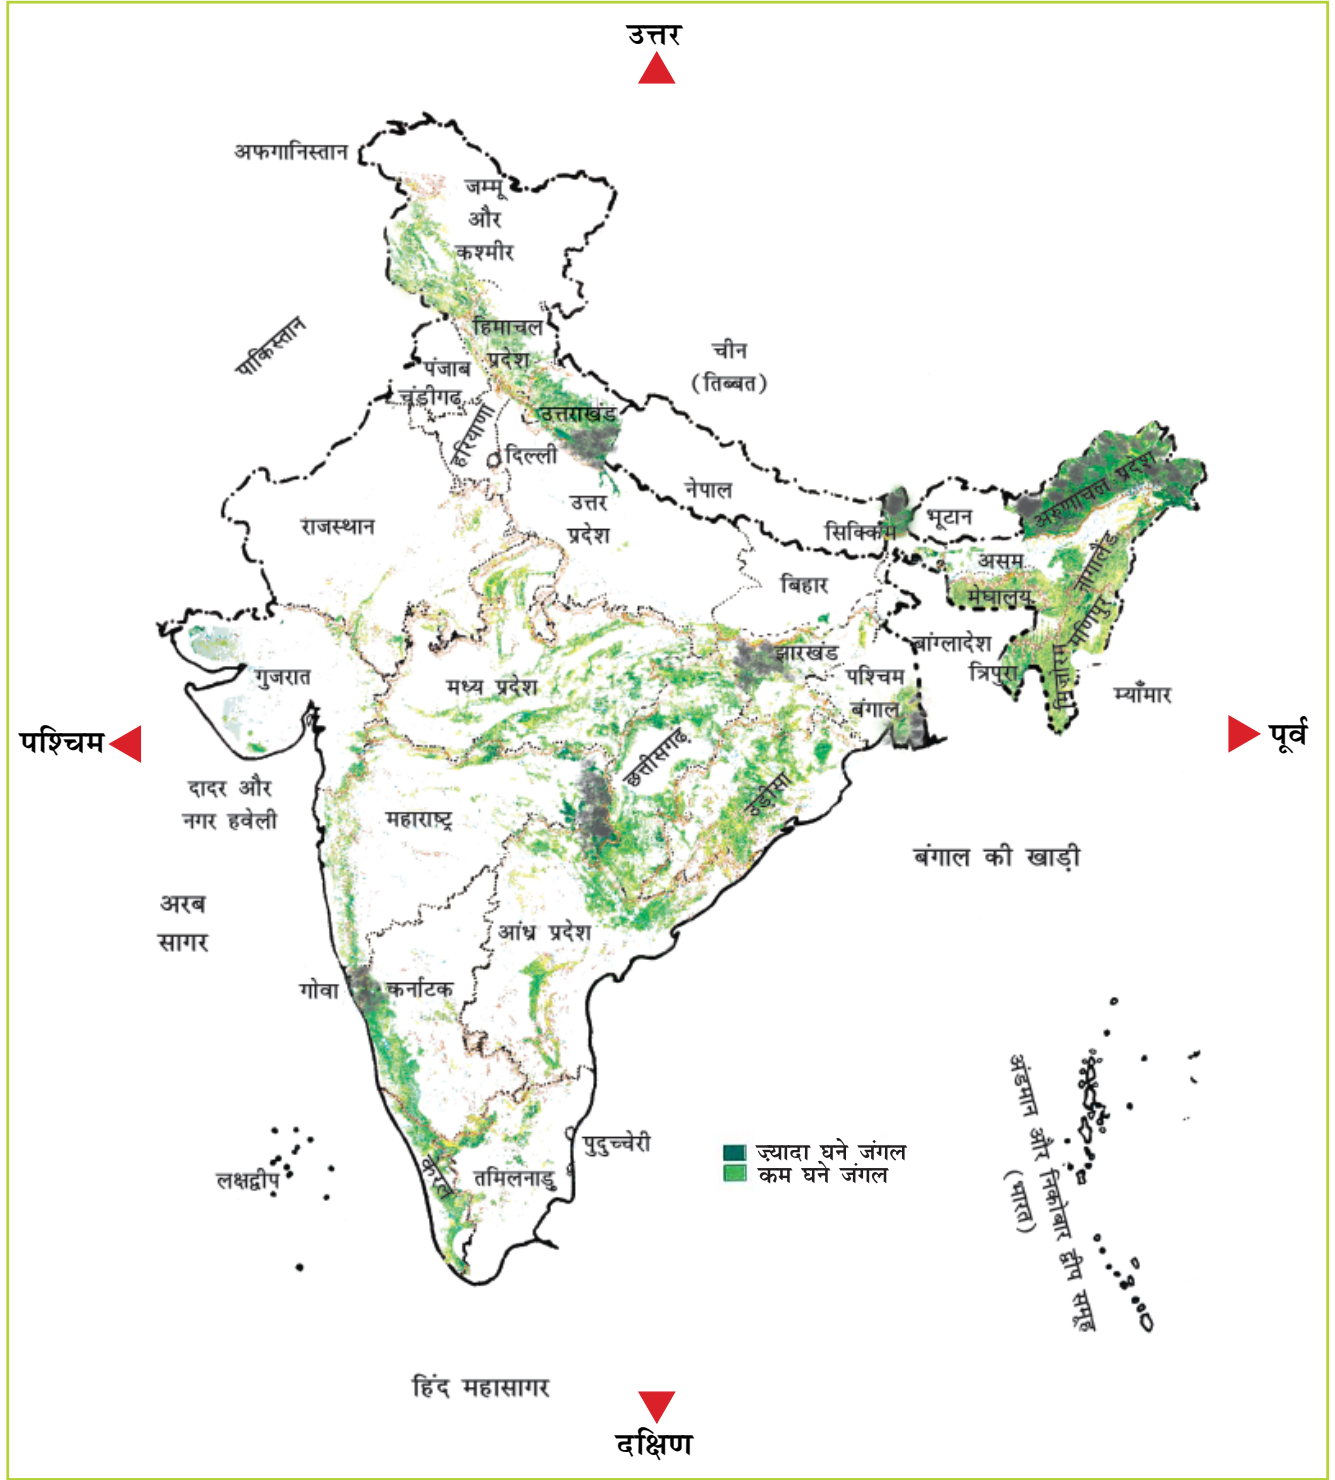 उत्तर
अफगानिस्तान
जम्मू
और
कश्मीर
पाकिस्तान
हिमाचल
प्रदेश
पंजाब
चंडीगढ़
चीन
(तिब्बत)
उत्तराखंड
हरियाणा
दिल्ली
नेपाल
उत्तर
प्रदेश
राजस्थान
सिक्किम
भूटान
अरुणाचल प्रदेश
असम
नागालैंड
बिहार
मेघालय
मणिपुर
बांग्लादेश
झारखंड
त्रिपुरा
मिज़ोरम
म्याँमार
गुजरात
मध्य प्रदेश
पश्चिम
बंगाल
पश्चिम
पूर्व
छत्तीसगढ़
उड़ीसा
दादर और
नगर हवेली
महाराष्ट्र
बंगाल की खाड़ी
अरब
सागर
आंध्र प्रदेश
गोवा
कर्नाटक
अंडमान और निकोबार द्वीप समूह
(भारत)
पुदुच्चेरी
ज़्यादा घने जंगल
कम घने जंगल
लक्षद्वीप
केरल
तमिलनाडु
हिंद महासागर
दक्षिण